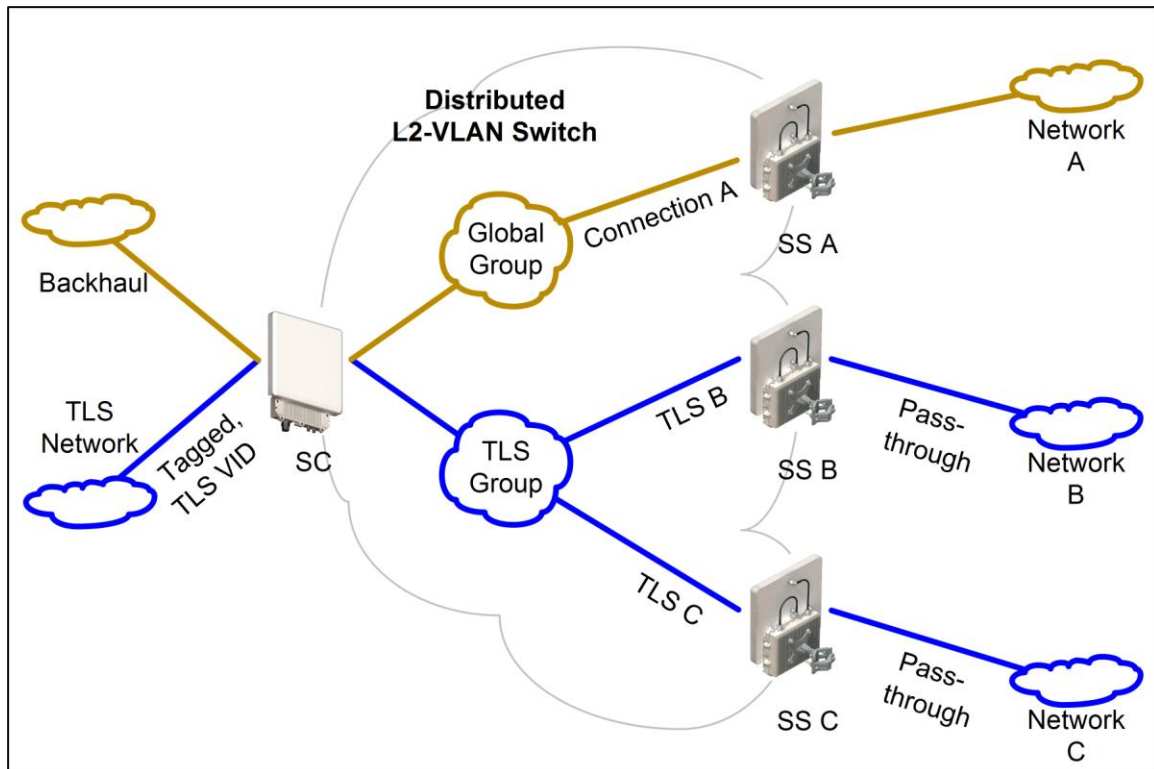 Distributed
L2-VLAN Switch
Network
A
Connection A
Global
Group
SS A
Backhaul
TLS
Network
Tagged,
TLS VID
SC
TLS
Group
TLS B
SS B
Pass-
through
Network
B
TLS C
SS C
Pass-
through
Network
C